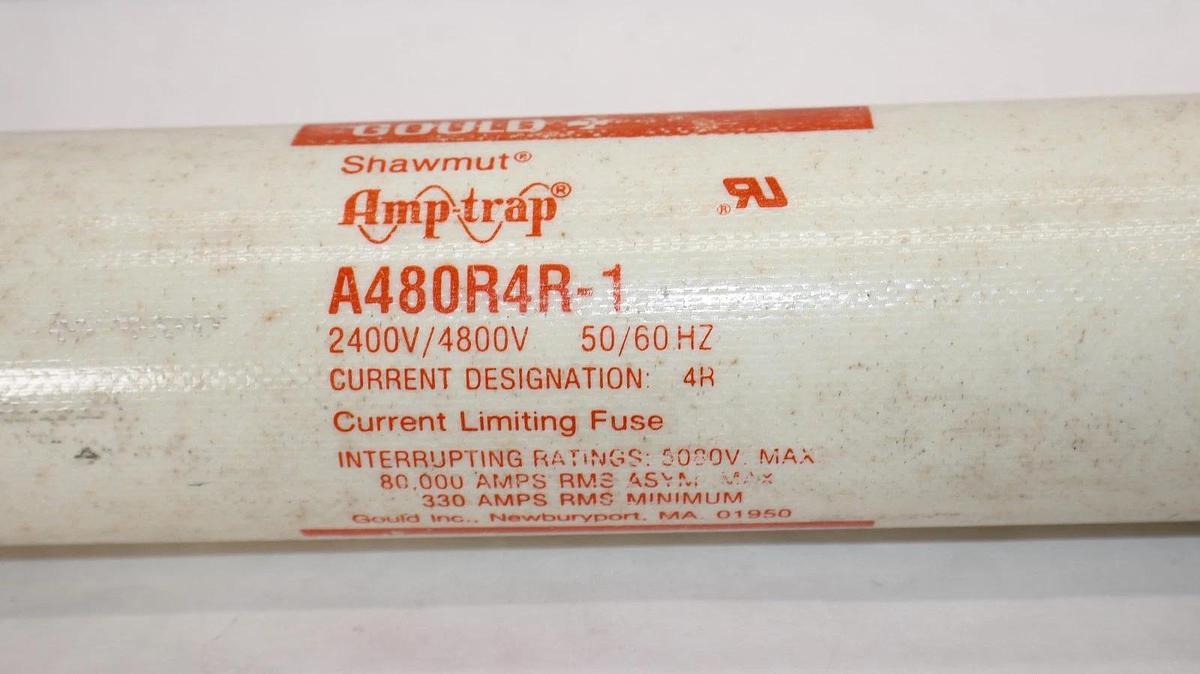 GOULD
Shawmut®
Amp-trap®
A480R4R-1
2400V/4800V 50/60 HZ
CURRENT DESIGNATION: 4R
Current Limiting Fuse
INTERRUPTING RATINGS: 5080V. MAX
80,000 AMPS RMS ASYM. MAX
330 AMPS RMS MINIMUM
Gould Inc., Newburyport, MA. 01950